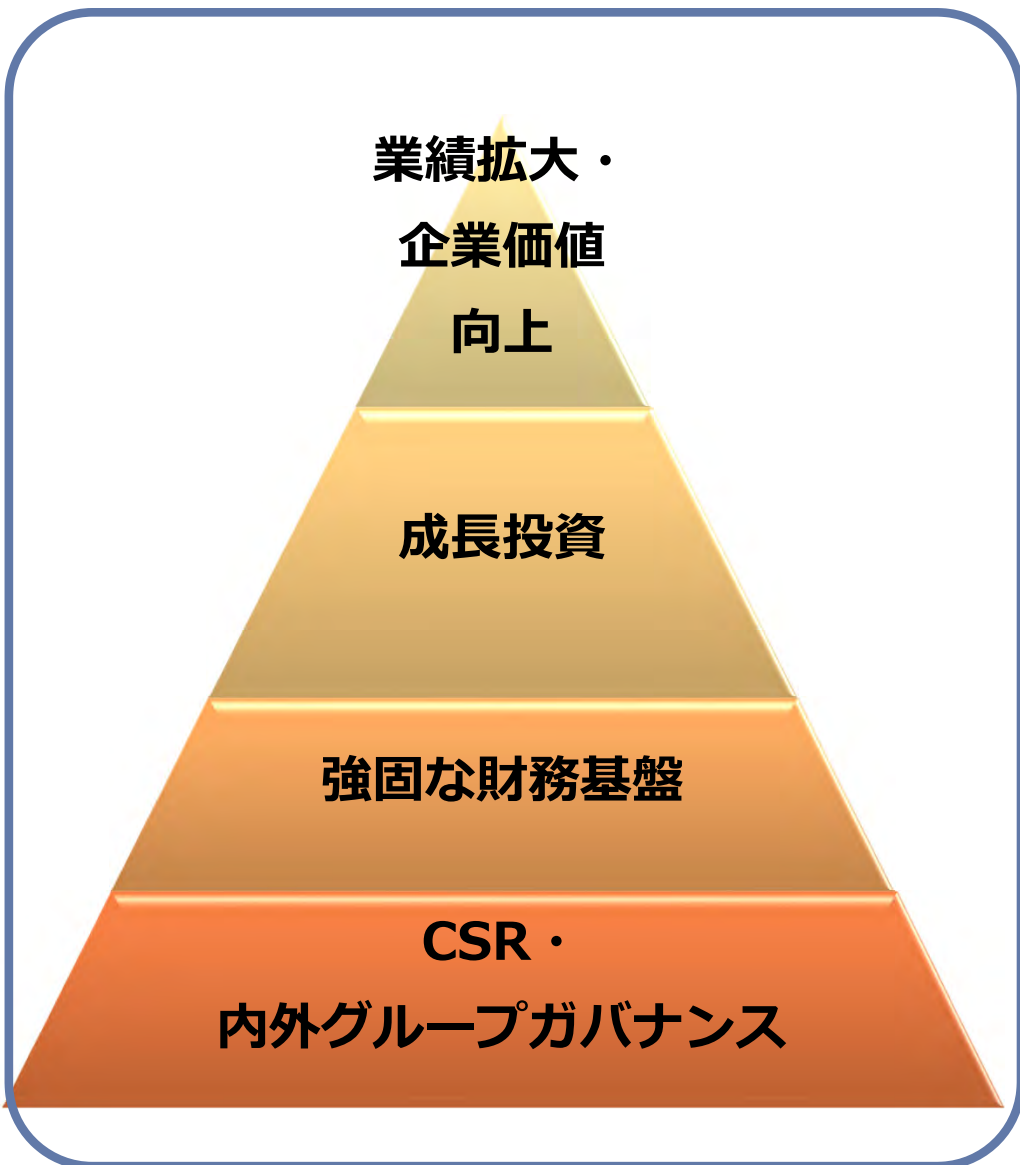 業績拡大・
企業価値
向上
成長投資
強固な財務基盤
CSR・
内外グループガバナンス